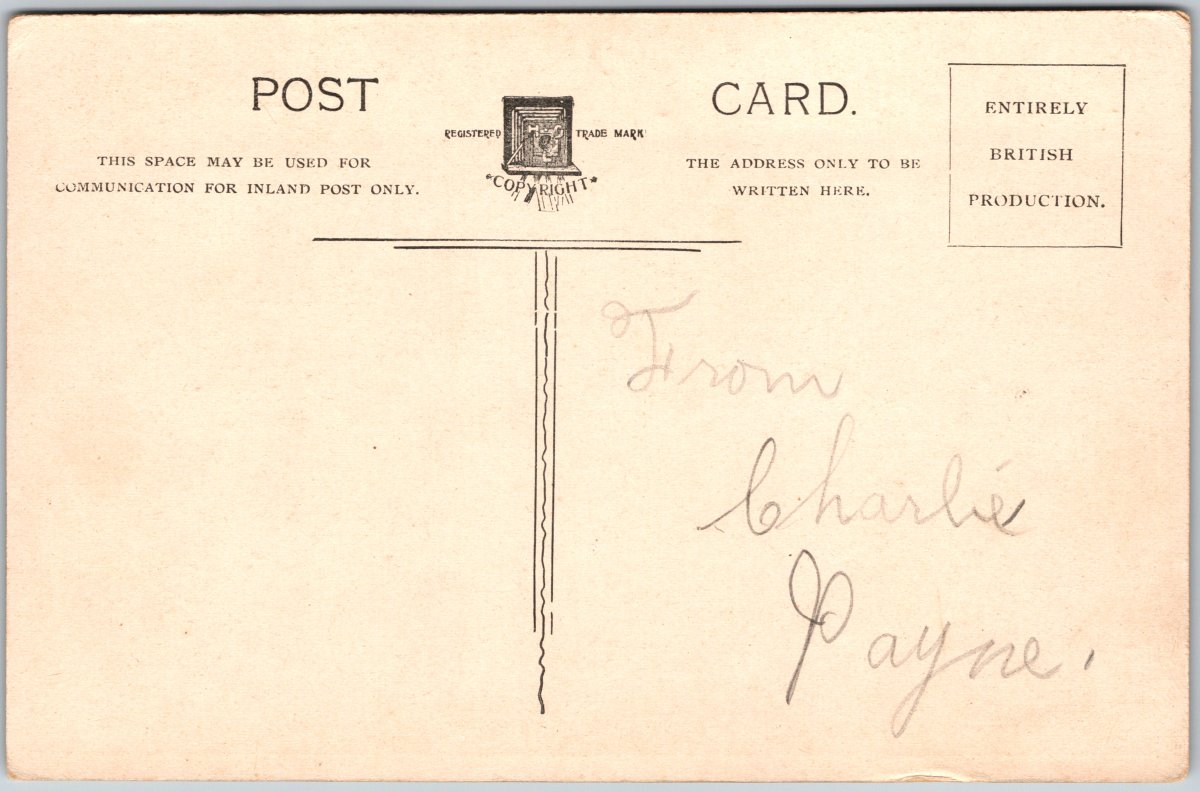 POST CARD.
REGISTERED TRADE MARK
*COPYRIGHT*
THIS SPACE MAY BE USED FOR
COMMUNICATION FOR INLAND POST ONLY.
THE ADDRESS ONLY TO BE
WRITTEN HERE.
ENTIRELY
BRITISH
PRODUCTION.
From
Charlie
Payne.